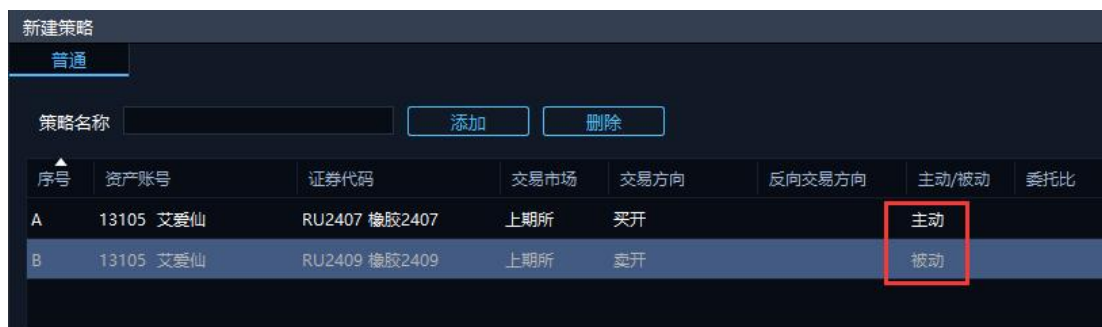 新建策略
普通
策略名称 添加 删除
序号 资产账号 证券代码 交易市场 交易方向 反向交易方向 主动/被动 委托比
A 13105 艾爱仙 RU2407 橡胶2407 上期所 买开 主动
B 13105 艾爱仙 RU2409 橡胶2409 上期所 卖开 被动